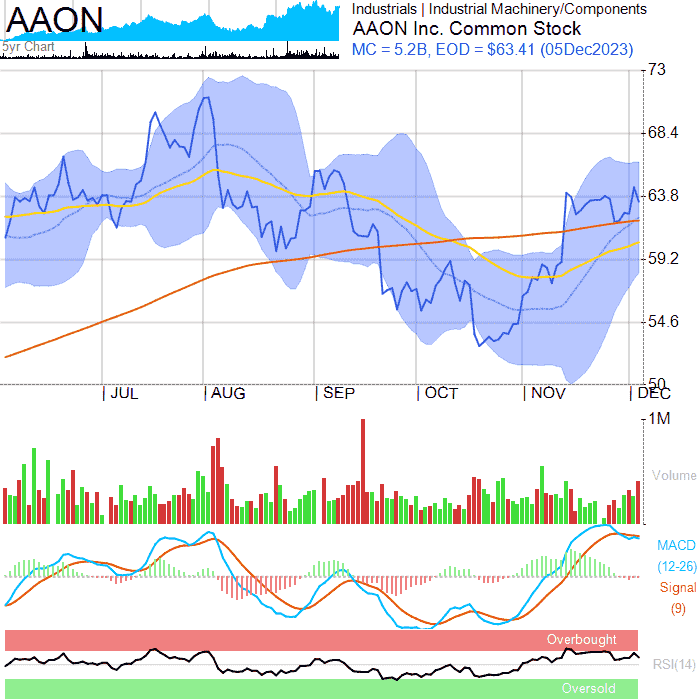 AAON
5yr Chart
Industrials | Industrial Machinery/Components
AAON Inc. Common Stock
MC = 5.2B, EOD = $63.41 (05Dec2023)
73
68.4
63.8
59.2
54.6
50
JUL AUG SEP OCT NOV DEC
1M
Volume
MACD
(12-26)
Signal
(9)
Overbought
RSI(14)
Oversold